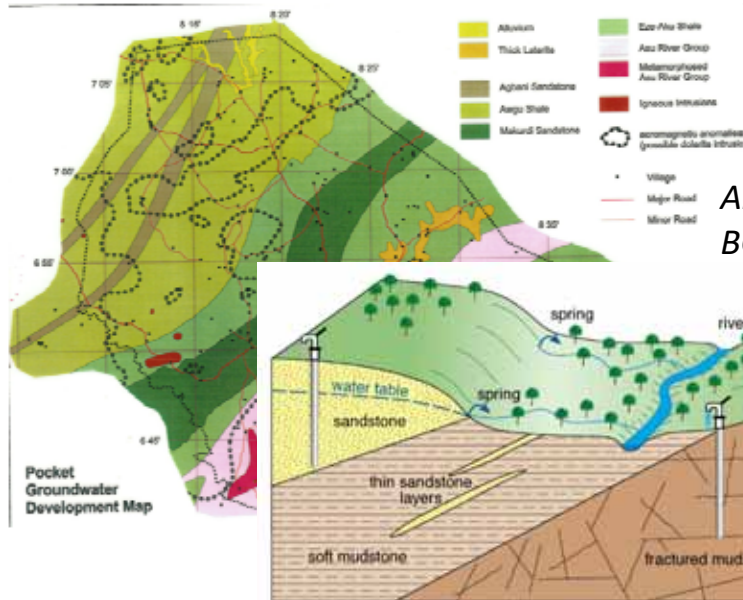 8 15'
8 20'
7 05'
8 25'
7 00'
6 55'
8 30'
6 45'
Alluvium
Thick Laterite
Agbani Sandstone
Awgu Shale
Makurdi Sandstone
Eze-Aku Shale
Asu River Group
Metamorphosed
Asu River Group
Igneous Intrusions
aeromagnetic anomalies
(possible dolerite intrusi
Village
Major Road
Minor Road
Pocket
Groundwater
Development Map
spring
rive
water table
spring
sandstone
thin sandstone
layers
soft mudstone
fractured mud